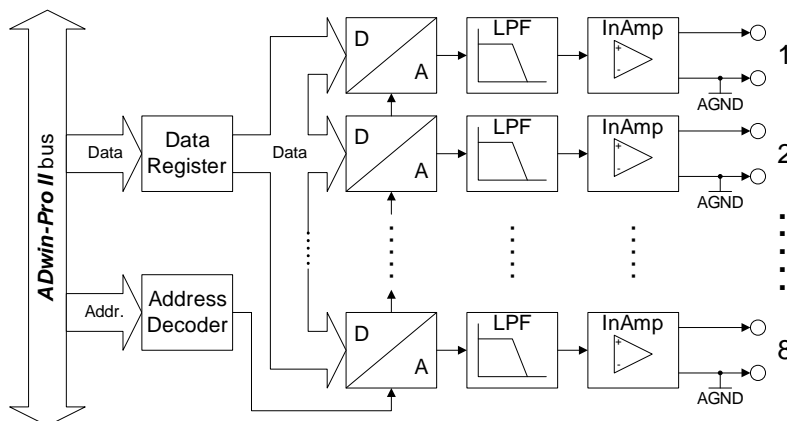 ADwin-Pro II bus
Data
Data
Register
Data
Addr.
Address
Decoder
D
A
LPF
InAmp
+
-
AGND
1
D
A
LPF
InAmp
+
-
AGND
2
D
A
LPF
InAmp
+
-
AGND
8